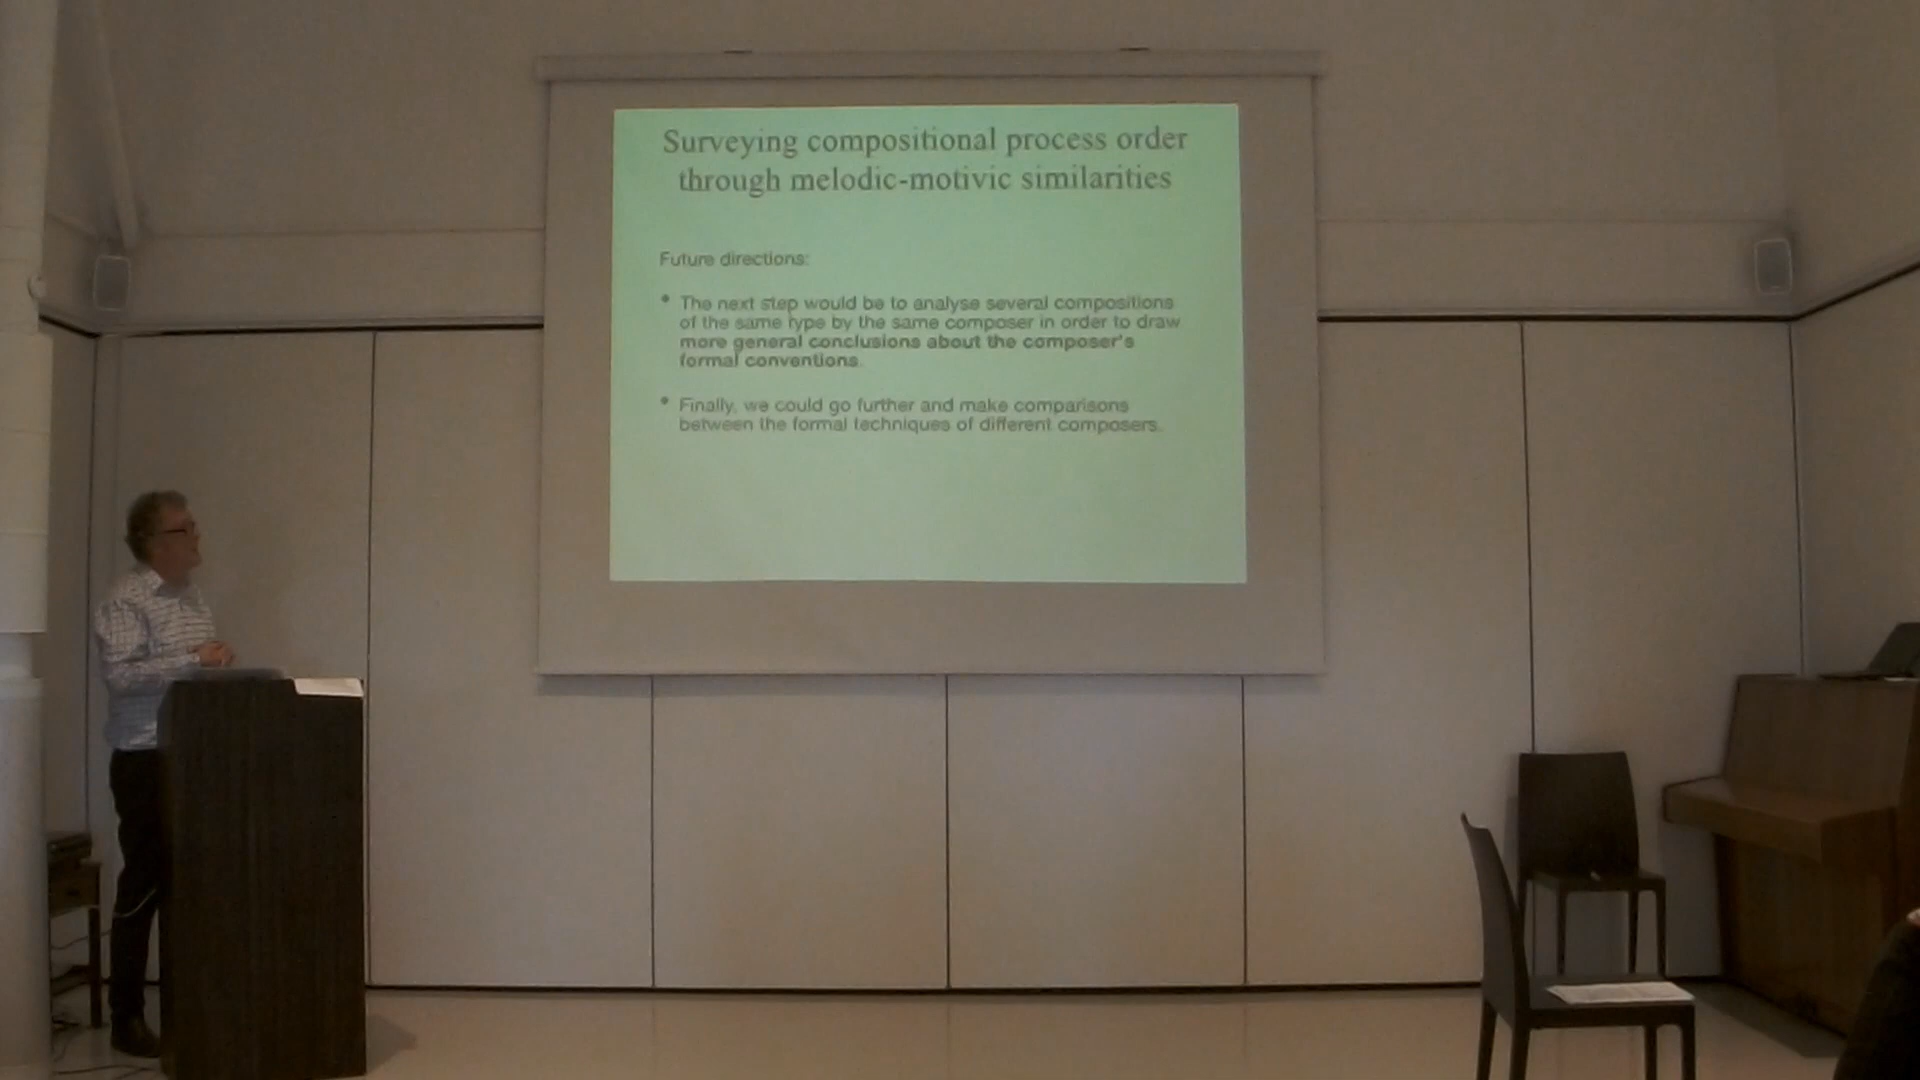 Surveying compositional process order
through melodic-motivic similarities
Future directions:
• The next step would be to analyse several compositions
of the same type by the same composer in order to draw
more general conclusions about the composer's
formal conventions.
• Finally, we could go further and make comparisons
between the formal techniques of different composers.